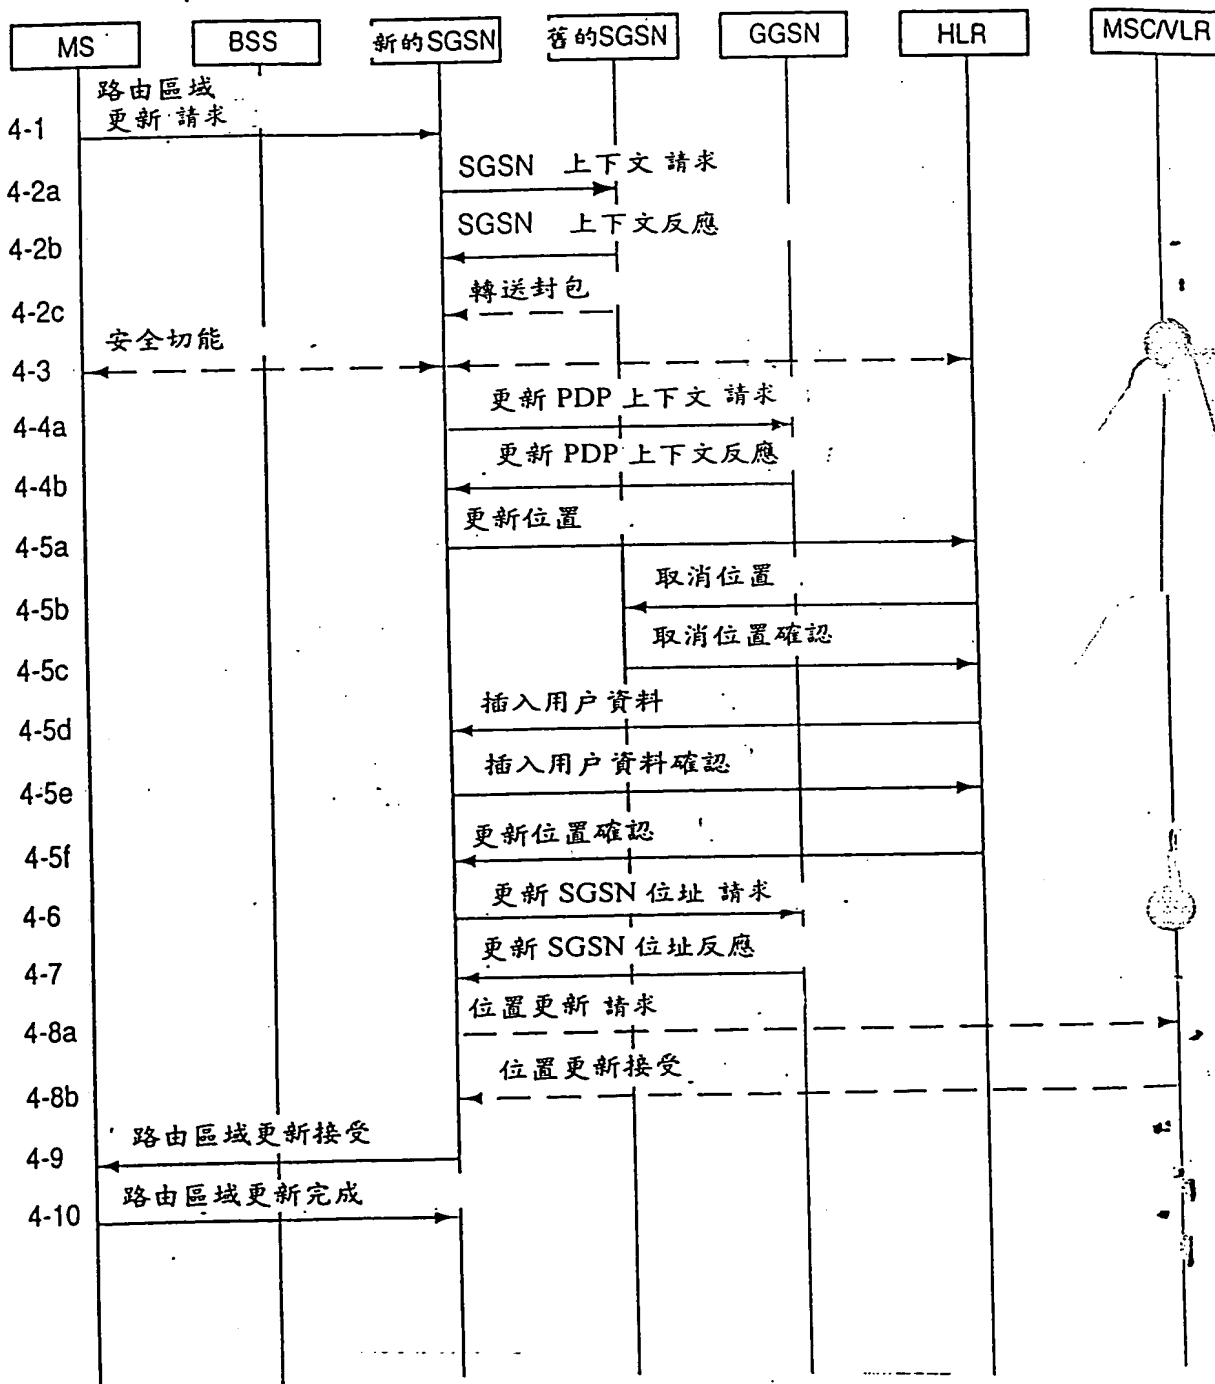 MS
BSS
新的SGSN
舊的SGSN
GGSN
HLR
MSC/VLR
路由區域
更新 請求
4-1
SGSN 上下文 請求
4-2a
SGSN 上下文反應
4-2b
轉送封包
4-2c
安全切能
4-3
更新 PDP 上下文 請求
4-4a
更新 PDP 上下文反應
4-4b
更新位置
4-5a
取消位置
4-5b
取消位置確認
4-5c
插入用户資料
4-5d
插入用户資料確認
4-5e
更新位置確認
4-5f
更新 SGSN 位址 請求
4-6
更新 SGSN 位址反應
4-7
位置更新 請求
4-8a
位置更新接受
4-8b
路由區域更新接受
4-9
路由區域更新完成
4-10